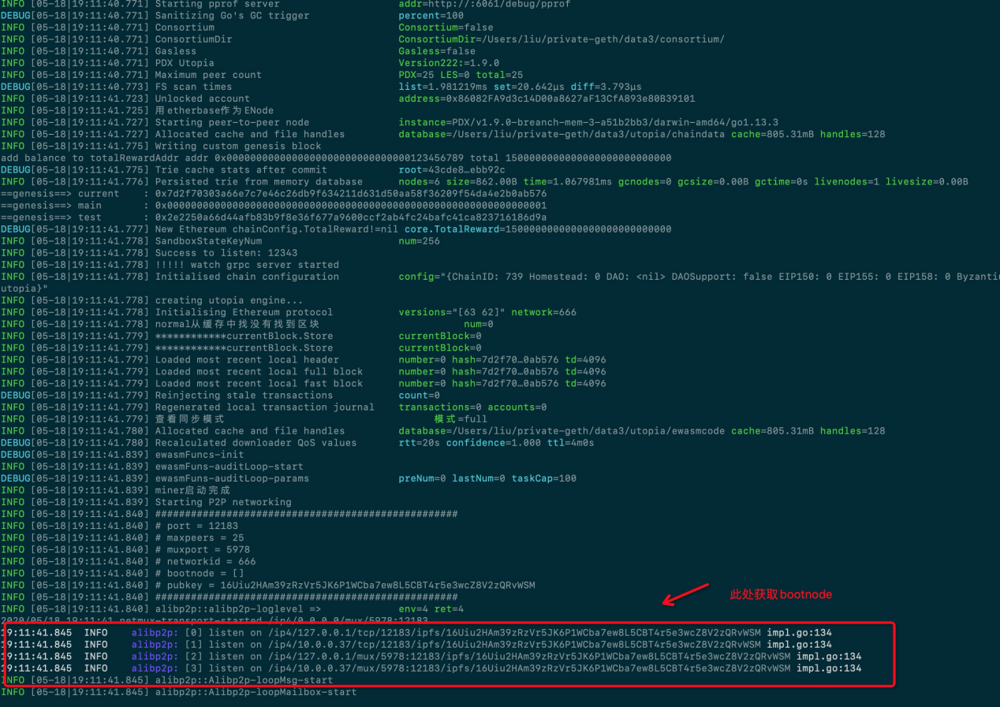 INFO [05-18|19:11:40.771] Starting pprof server addr=http://:6061/debug/pprof
DEBUG[05-18|19:11:40.771] Sanitizing Go's GC trigger percent=100
INFO [05-18|19:11:40.771] Consortium Consortium=false
INFO [05-18|19:11:40.771] ConsortiumDir ConsortiumDir=/Users/liu/private-geth/data3/consortium/
INFO [05-18|19:11:40.771] Gasless Gasless=false
INFO [05-18|19:11:40.771] PDX Utopia Version222:=1.9.0
INFO [05-18|19:11:40.771] Maximum peer count PDX=25 LES=0 total=25
DEBUG[05-18|19:11:40.773] FS scan times list=1.981219ms set=20.642µs diff=3.793µs
INFO [05-18|19:11:41.723] Unlocked account address=0x86082FA9d3c14D00a8627aF13CfA893e80B39101
INFO [05-18|19:11:41.725] 用etherbase作为ENode
INFO [05-18|19:11:41.727] Starting peer-to-peer node instance=PDX/v1.9.0-breanch-mem-3-a51b2bb3/darwin-amd64/go1.13.3
INFO [05-18|19:11:41.727] Allocated cache and file handles database=/Users/liu/private-geth/data3/utopia/chaindata cache=805.31mB handles=128
INFO [05-18|19:11:41.775] Writing custom genesis block
add balance to totalRewardAddr addr 0x0000000000000000000000000000000123456789 total 1500000000000000000000000000
DEBUG[05-18|19:11:41.775] Trie cache stats after commit root=43cde8…ebb92c
INFO [05-18|19:11:41.776] Persisted trie from memory database nodes=6 size=862.00B time=1.067981ms gcnodes=0 gcsize=0.00B gctime=0s livenodes=1 livesize=0.00B
==genesis==> current : 0x7d2f70303a66e7c7e46c26db9f634211d631d50aa58f36209f54da4e2b0ab576
==genesis==> main : 0x0000000000000000000000000000000000000000000000000000000000000001
==genesis==> test : 0x2e2250a66d44afb83b9f8e36f677a9600ccf2ab4fc24bafc41ca823716186d9a
DEBUG[05-18|19:11:41.777] New Ethereum chainConfig.TotalReward!=nil core.TotalReward=1500000000000000000000000000
INFO [05-18|19:11:41.778] SandboxStateKeyNum num=256
INFO [05-18|19:11:41.778] Success to listen: 12343
INFO [05-18|19:11:41.778] !!!!! watch grpc server started
INFO [05-18|19:11:41.778] Initialised chain configuration config="{ChainID: 739 Homestead: 0 DAO: <nil> DAOSupport: false EIP150: 0 EIP155: 0 EIP158: 0 Byzanti
utopia}"
INFO [05-18|19:11:41.778] creating utopia engine...
INFO [05-18|19:11:41.778] Initialising Ethereum protocol versions="[63 62]" network=666
INFO [05-18|19:11:41.778] normal从缓存中找没有找到区块 num=0
INFO [05-18|19:11:41.779] ************currentBlock.Store currentBlock=0
INFO [05-18|19:11:41.779] ************currentBlock.Store currentBlock=0
INFO [05-18|19:11:41.779] Loaded most recent local header number=0 hash=7d2f70…0ab576 td=4096
INFO [05-18|19:11:41.779] Loaded most recent local full block number=0 hash=7d2f70…0ab576 td=4096
INFO [05-18|19:11:41.779] Loaded most recent local fast block number=0 hash=7d2f70…0ab576 td=4096
DEBUG[05-18|19:11:41.779] Reinjecting stale transactions count=0
INFO [05-18|19:11:41.779] Regenerated local transaction journal transactions=0 accounts=0
INFO [05-18|19:11:41.779] 查看同步模式 模式=full
INFO [05-18|19:11:41.780] Allocated cache and file handles database=/Users/liu/private-geth/data3/utopia/ewasmcode cache=805.31mB handles=128
DEBUG[05-18|19:11:41.780] Recalculated downloader QoS values rtt=20s confidence=1.000 ttl=4m0s
DEBUG[05-18|19:11:41.839] ewasmFuncs-init
INFO [05-18|19:11:41.839] ewasmFuns-auditLoop-start
DEBUG[05-18|19:11:41.839] ewasmFuns-auditLoop-params preNum=0 lastNum=0 taskCap=100
INFO [05-18|19:11:41.839] miner启动完成
INFO [05-18|19:11:41.839] Starting P2P networking
INFO [05-18|19:11:41.840] ###################################################
INFO [05-18|19:11:41.840] # port = 12183
INFO [05-18|19:11:41.840] # maxpeers = 25
INFO [05-18|19:11:41.840] # muxport = 5978
INFO [05-18|19:11:41.840] # networkid = 666
INFO [05-18|19:11:41.840] # bootnode = []
INFO [05-18|19:11:41.840] # pubkey = 16Uiu2HAm39zRzVr5JK6P1WCba7ew8L5CBT4r5e3wcZ8V2zQRvWSM
INFO [05-18|19:11:41.840] ###################################################
此处获取bootnode
INFO [05-18|19:11:41.840] alibp2p::alibp2p-loglevel => env=4 ret=4
2020/05/18 19:11:41 netmux-transport-started /ip4/0.0.0.0/mux/5978:12183
19:11:41.845 INFO alibp2p: [0] listen on /ip4/127.0.0.1/tcp/12183/ipfs/16Uiu2HAm39zRzVr5JK6P1WCba7ew8L5CBT4r5e3wcZ8V2zQRvWSM impl.go:134
19:11:41.845 INFO alibp2p: [1] listen on /ip4/10.0.0.37/tcp/12183/ipfs/16Uiu2HAm39zRzVr5JK6P1WCba7ew8L5CBT4r5e3wcZ8V2zQRvWSM impl.go:134
19:11:41.845 INFO alibp2p: [2] listen on /ip4/127.0.0.1/mux/5978:12183/ipfs/16Uiu2HAm39zRzVr5JK6P1WCba7ew8L5CBT4r5e3wcZ8V2zQRvWSM impl.go:134
19:11:41.845 INFO alibp2p: [3] listen on /ip4/10.0.0.37/mux/5978:12183/ipfs/16Uiu2HAm39zRzVr5JK6P1WCba7ew8L5CBT4r5e3wcZ8V2zQRvWSM impl.go:134
INFO [05-18|19:11:41.845] alibp2p::Alibp2p-loopMsg-start
INFO [05-18|19:11:41.845] alibp2p::Alibp2p-loopMailbox-start